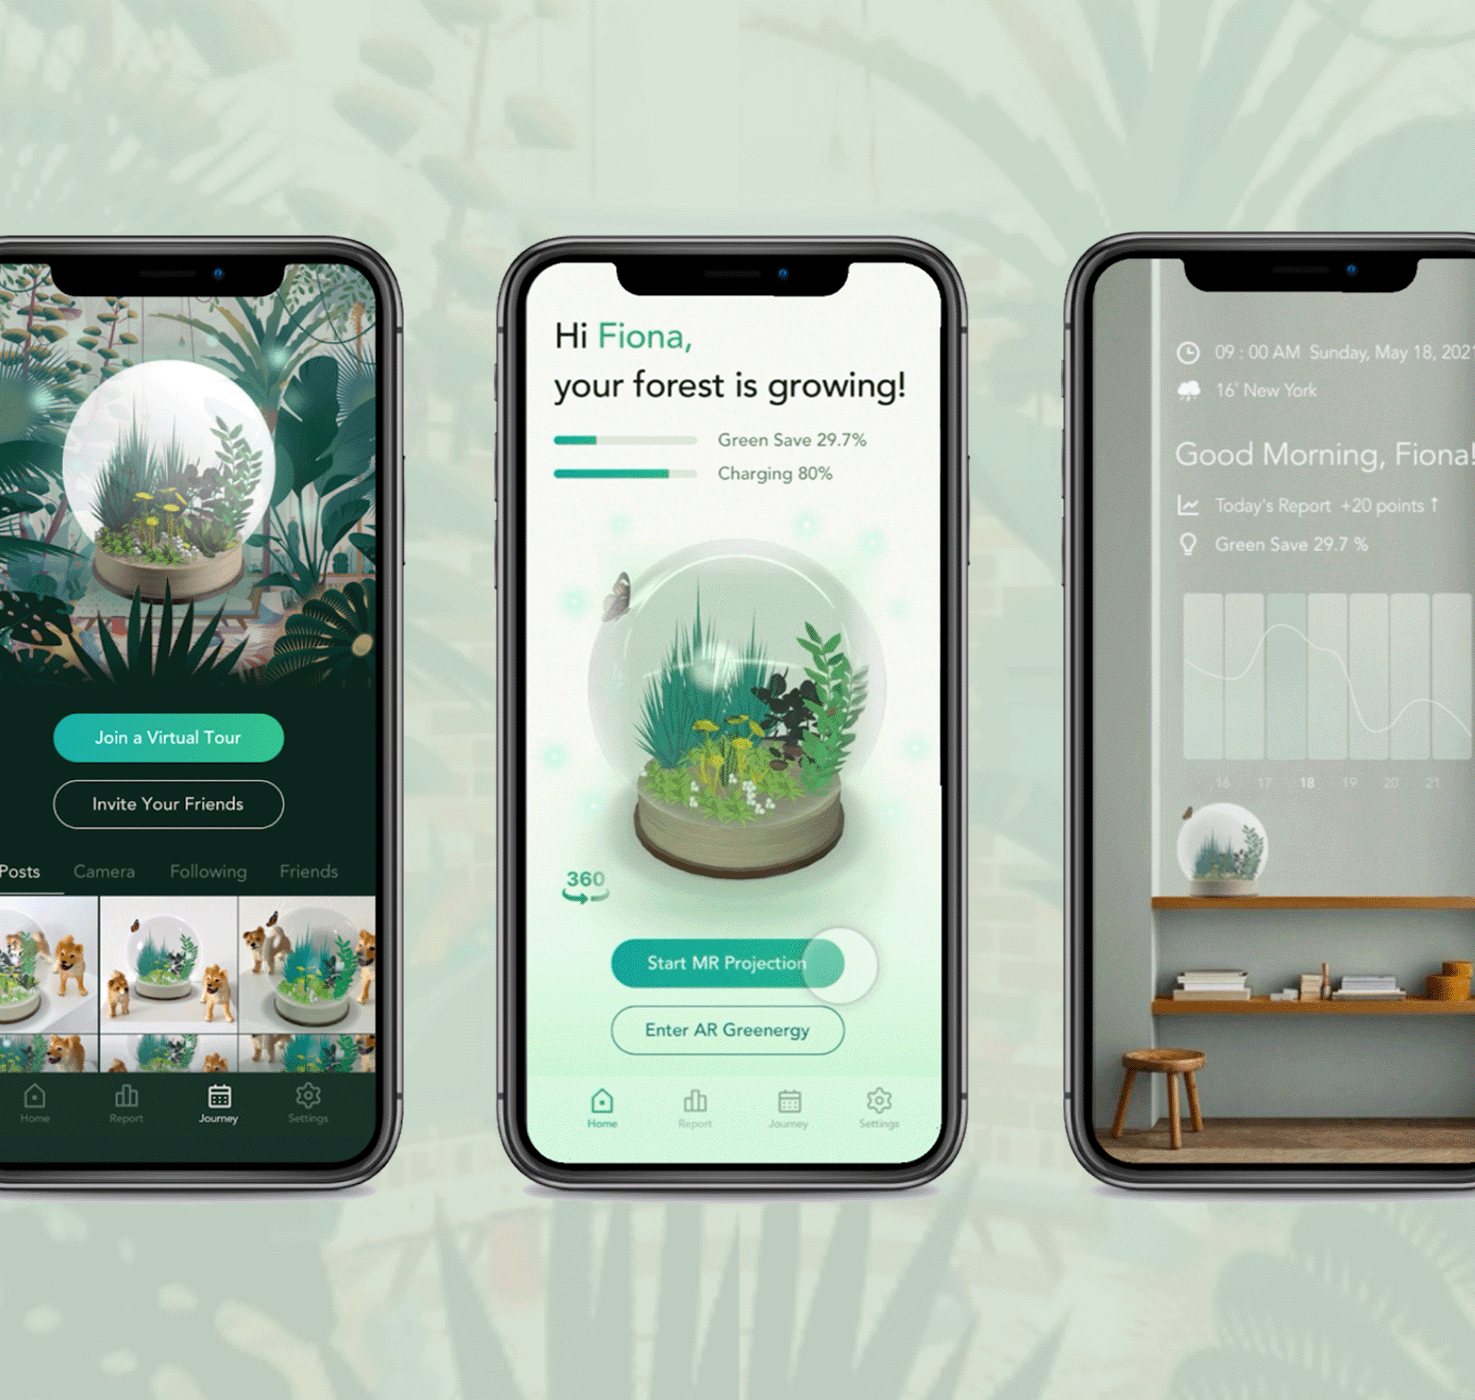 Join a Virtual Tour
Invite Your Friends
Posts Camera Following Friends
Home Report Journey Settings
Hi Fiona,
your forest is growing!
Green Save 29.7%
Charging 80%
360
Start MR Projection
Enter AR Greenergy
Home Report Journey Settings
09 : 00 AM Sunday, May 18, 2021
16° New York
Good Morning, Fiona!
Today's Report +20 points ↑
Green Save 29.7 %
16 17 18 19 20 21